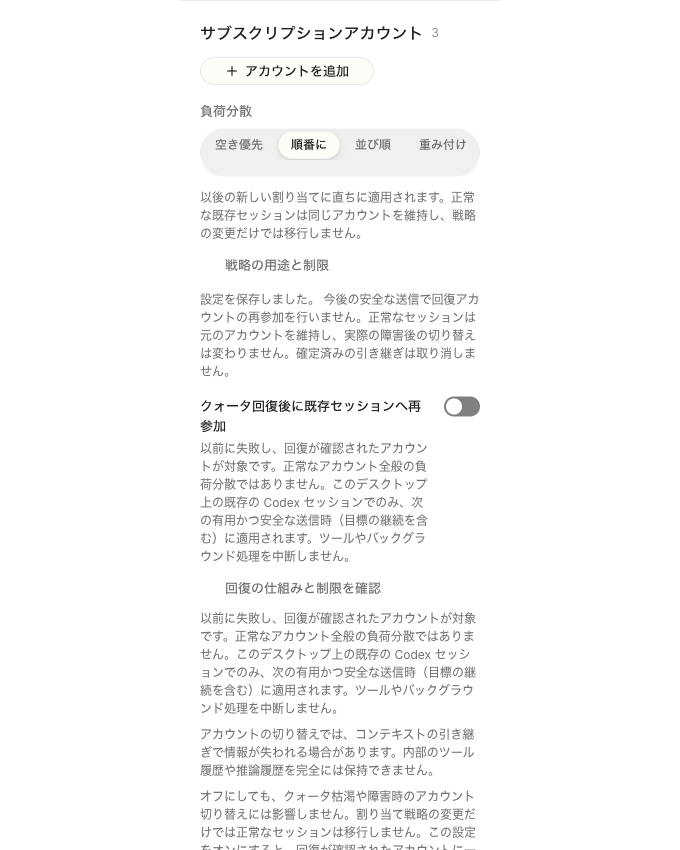 サブスクリプションアカウント 3
＋ アカウントを追加
負荷分散
空き優先 順番に 並び順 重み付け
以後の新しい割り当てに直ちに適用されます。正常
な既存セッションは同じアカウントを維持し、戦略
の変更だけでは移行しません。
戦略の用途と制限
設定を保存しました。 今後の安全な送信で回復アカ
ウントの再参加を行いません。正常なセッションは
元のアカウントを維持し、実際の障害後の切り替え
は変わりません。確定済みの引き継ぎは取り消しま
せん。
クォータ回復後に既存セッションへ再
参加
以前に失敗し、回復が確認されたアカウン
トが対象です。正常なアカウント全般の負
荷分散ではありません。このデスクトップ
上の既存の Codex セッションでのみ、次
の有用かつ安全な送信時（目標の継続を含
む）に適用されます。ツールやバックグラ
ウンド処理を中断しません。
回復の仕組みと制限を確認
以前に失敗し、回復が確認されたアカウントが対象
です。正常なアカウント全般の負荷分散ではありま
せん。このデスクトップ上の既存の Codex セッシ
ョンでのみ、次の有用かつ安全な送信時（目標の継
続を含む）に適用されます。ツールやバックグラウ
ンド処理を中断しません。
アカウントの切り替えでは、コンテキストの引き継
ぎで情報が失われる場合があります。内部のツール
履歴や推論履歴を完全には保持できません。
オフにしても、クォータ枯渇や障害時のアカウント
切り替えには影響しません。割り当て戦略の変更だ
けでは正常なセッションは移行しません。この設定
をオンにすると、回復が確認されたアカウントに一